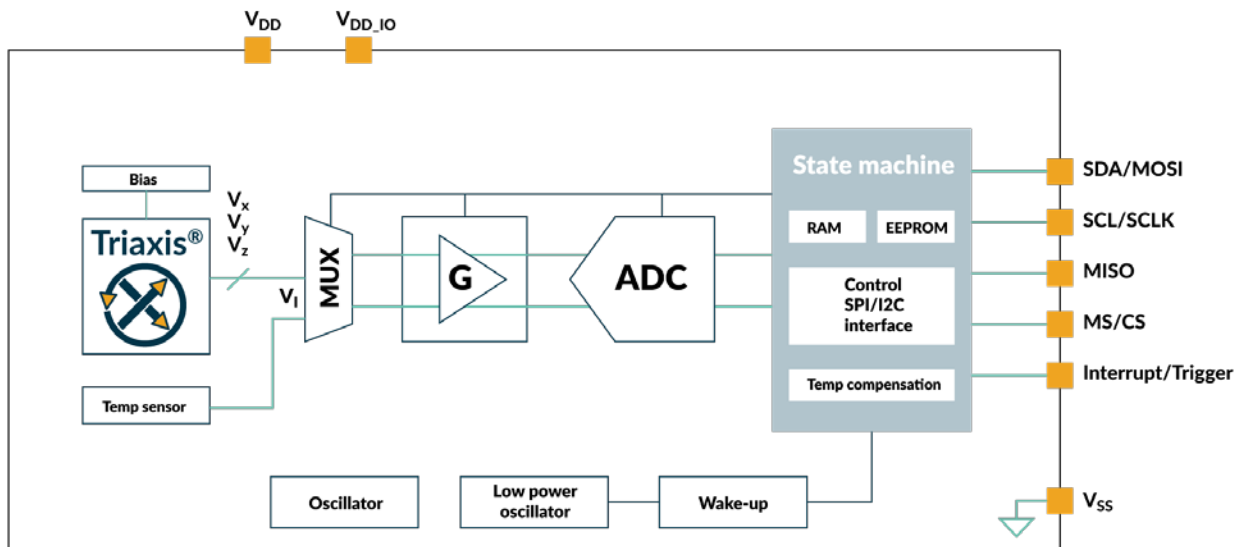 VDD
VDD_IO
Bias
Triaxis®
Vx
Vy
Vz
VI
Temp sensor
MUX
G
ADC
State machine
RAM
EEPROM
Control
SPI/I2C
interface
Temp compensation
SDA/MOSI
SCL/SCLK
MISO
MS/CS
Interrupt/Trigger
VSS
Oscillator
Low power
oscillator
Wake-up